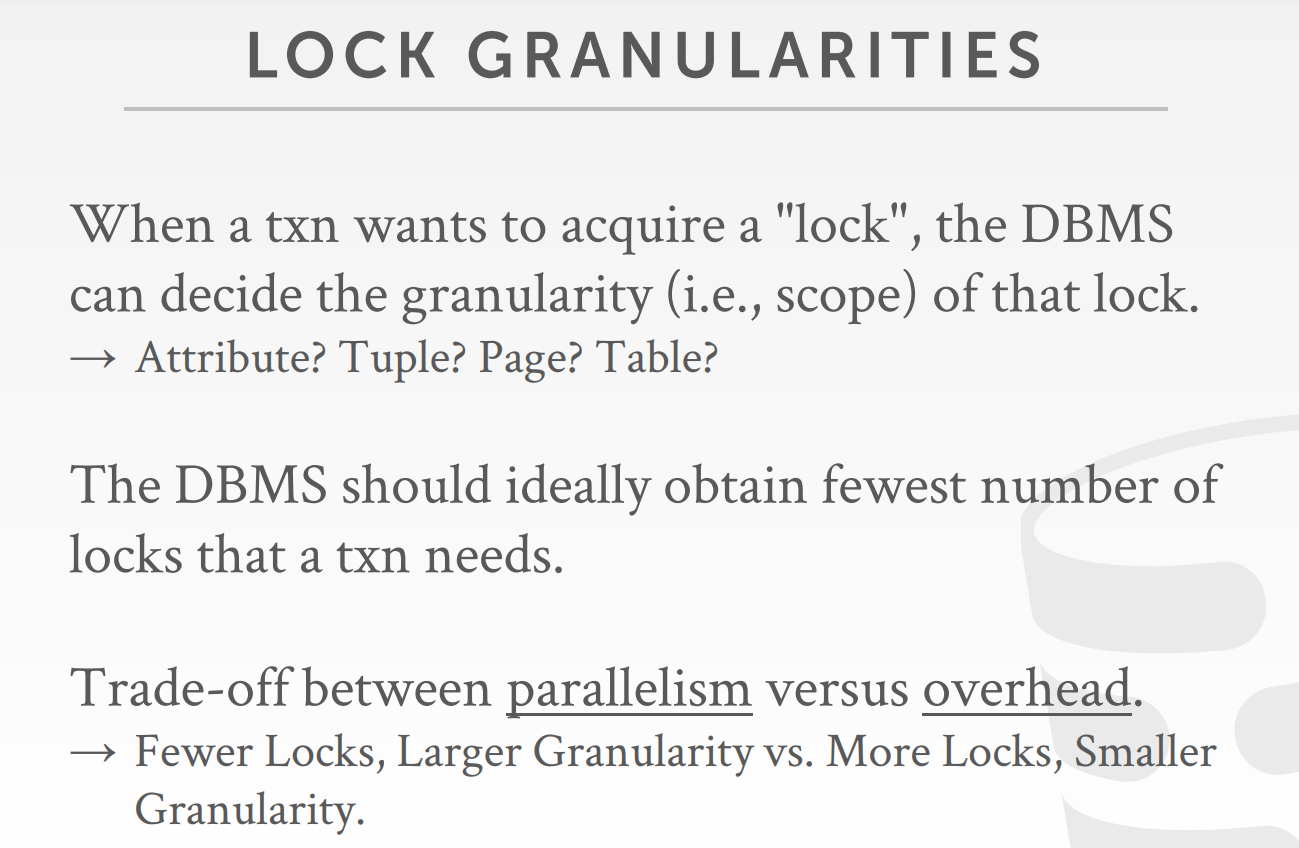 LOCK GRANULARITIES
When a txn wants to acquire a "lock", the DBMS
can decide the granularity (i.e., scope) of that lock.
→ Attribute? Tuple? Page? Table?
The DBMS should ideally obtain fewest number of
locks that a txn needs.
Trade-off between parallelism versus overhead.
→ Fewer Locks, Larger Granularity vs. More Locks, Smaller
Granularity.